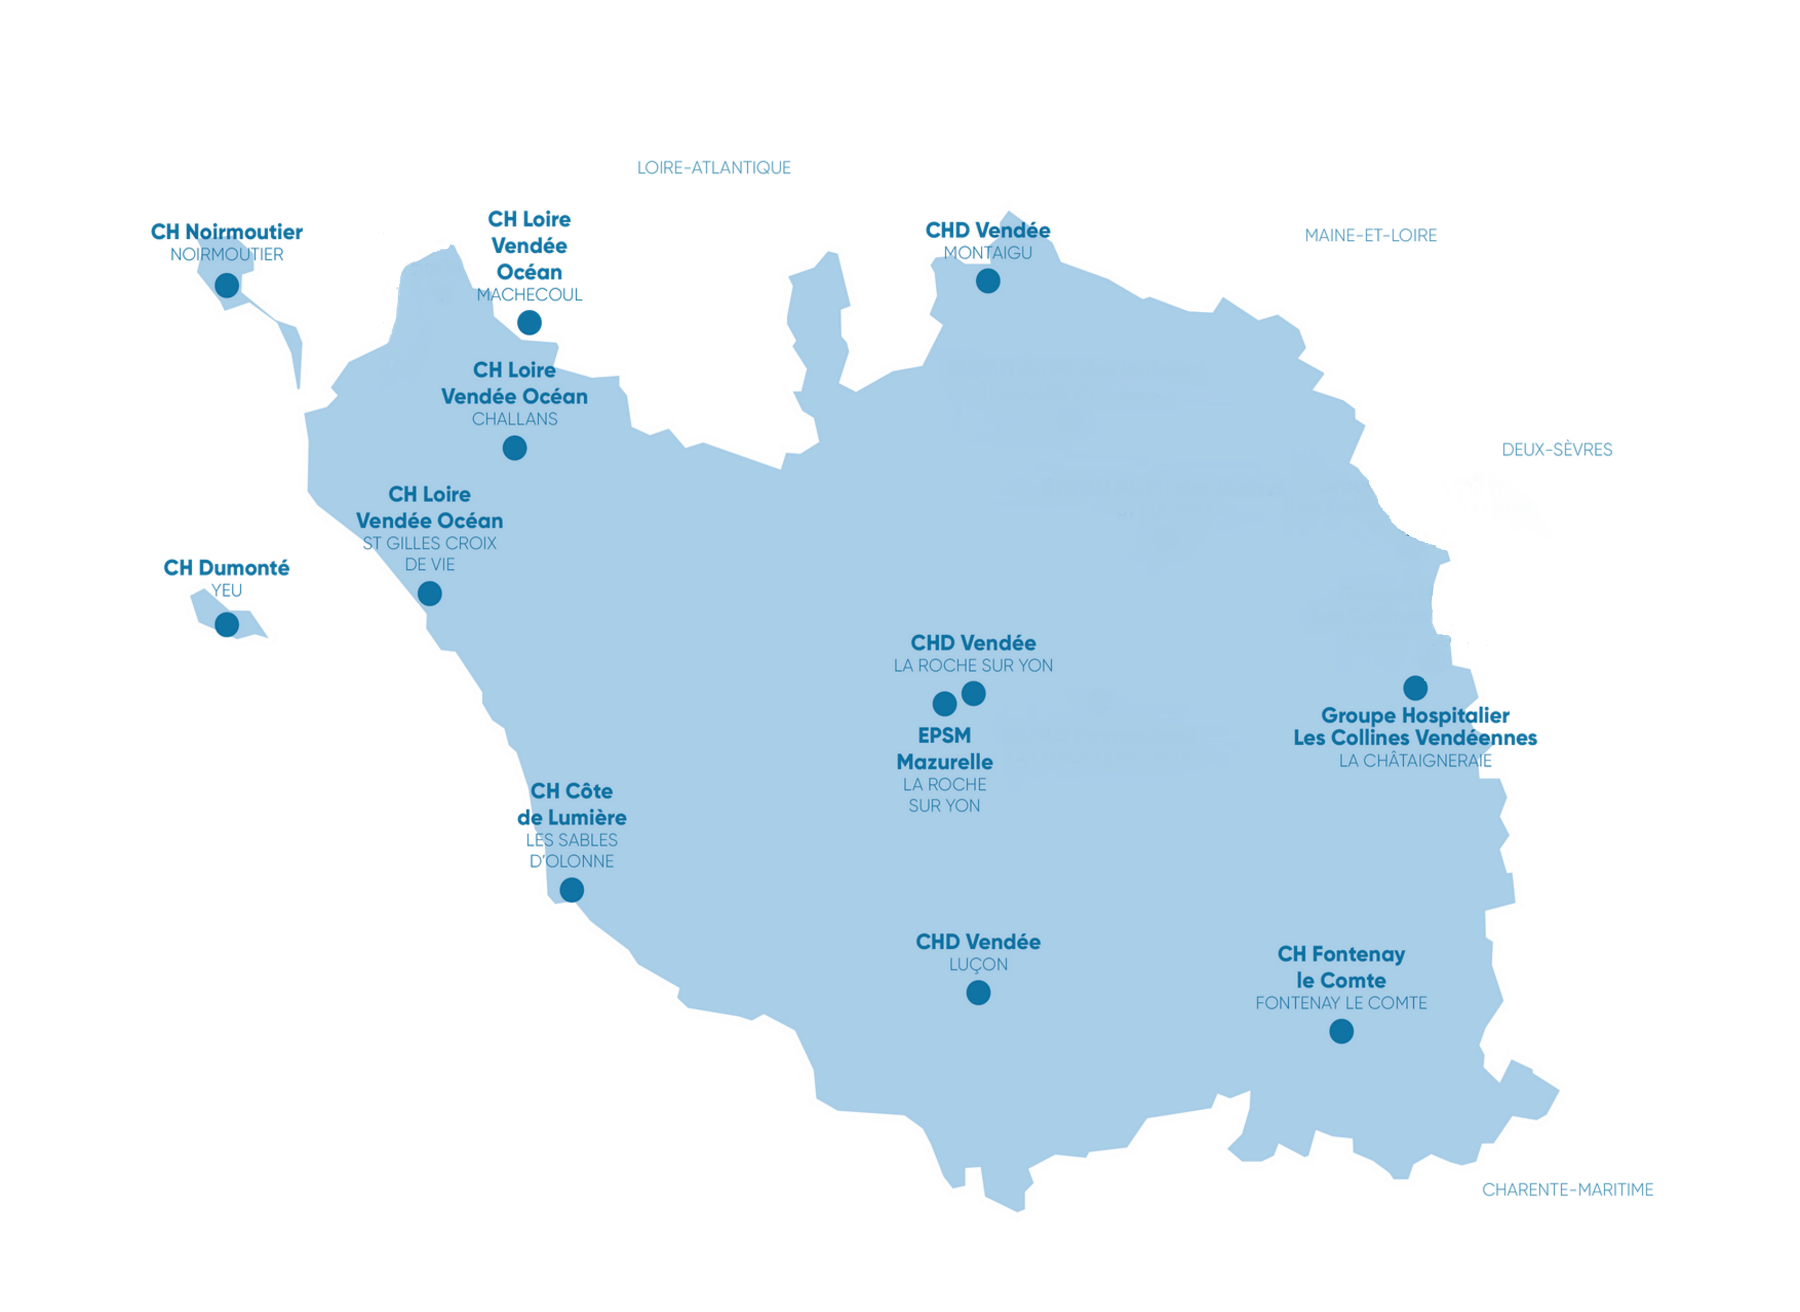 LOIRE-ATLANTIQUE
CH Noirmoutier
NOIRMOUTIER
CH Loire
Vendée
Océan
MACHECOUL
CHD Vendée
MONTAIGU
MAINE-ET-LOIRE
CH Loire
Vendée Océan
CHALLANS
DEUX-SÈVRES
CH Loire
Vendée Océan
ST GILLES CROIX
DE VIE
CH Dumonté
YEU
CHD Vendée
LA ROCHE SUR YON
EPSM
Mazurelle
LA ROCHE
SUR YON
Groupe Hospitalier
Les Collines Vendéennes
LA CHÂTAIGNERAIE
CH Côte
de Lumière
LES SABLES
D'OLONNE
CHD Vendée
LUÇON
CH Fontenay
le Comte
FONTENAY LE COMTE
CHARENTE-MARITIME